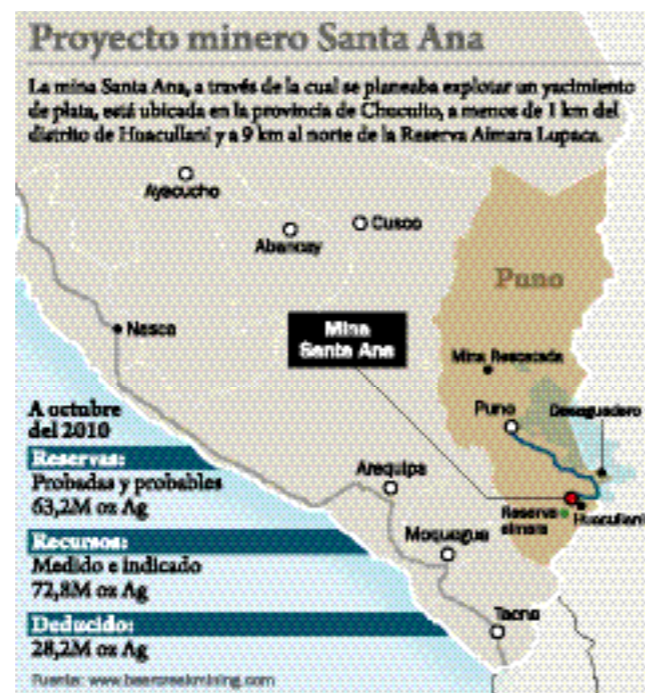 Proyecto minero Santa Ana
La mina Santa Ana, a través de la cual se planeaba explotar un yacimiento
de plata, está ubicada en la provincia de Chucuito, a menos de 1 km del
distrito de Huacullani y a 9 km al norte de la Reserva Aimara Lupaca.
Ayacucho
Cusco
Abancay
Puno
Nasca
Mina
Santa Ana
Mina Rescatada
Puno
Desaguadero
A octubre
del 2010
Reservas:
Probadas y probables
63,2M oz Ag
Arequipa
Reserva
aimara
Huacullani
Recursos:
Medido e indicado
72,8M oz Ag
Moquegua
Deducido:
28,2M oz Ag
Tacna
Fuente: www.bearcreekmining.com